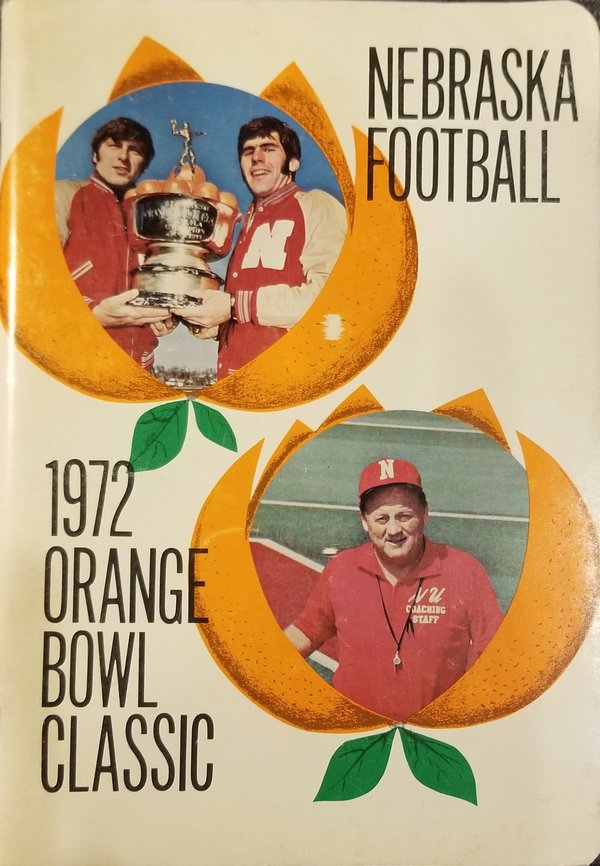 NEBRASKA
FOOTBALL
N
1972
ORANGE
BOWL
CLASSIC
N
NU
COACHING
STAFF